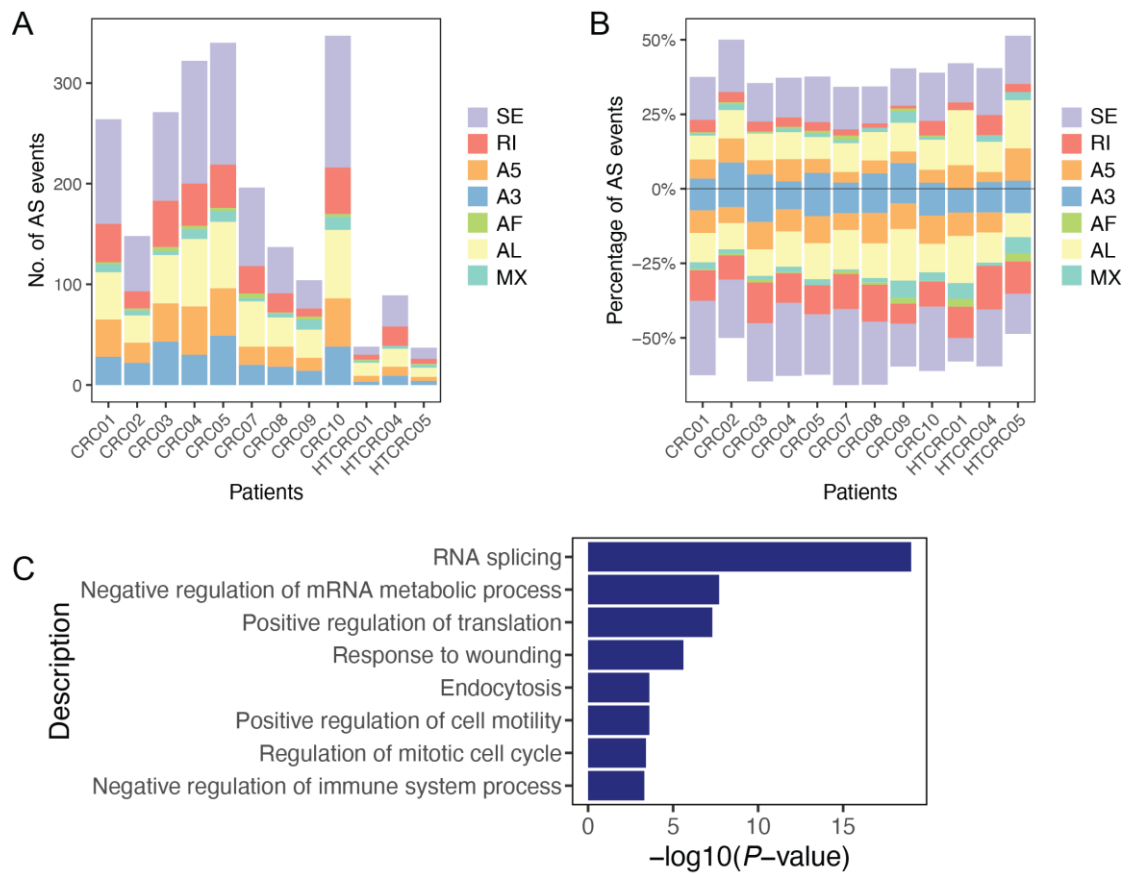 A
No. of AS events
300
200
100
0
CRC01
CRC02
CRC03
CRC04
CRC05
CRC07
CRC08
CRC09
CRC10
HTCRC01
HTCRC04
HTCRC05
Patients
SE
RI
A5
A3
AF
AL
MX
B
Percentage of AS events
50%
25%
0%
−25%
−50%
CRC01
CRC02
CRC03
CRC04
CRC05
CRC07
CRC08
CRC09
CRC10
HTCRC01
HTCRC04
HTCRC05
Patients
SE
RI
A5
A3
AF
AL
MX
C
Description
RNA splicing
Negative regulation of mRNA metabolic process
Positive regulation of translation
Response to wounding
Endocytosis
Positive regulation of cell motility
Regulation of mitotic cell cycle
Negative regulation of immune system process
0 5 10 15
−log10(P−value)